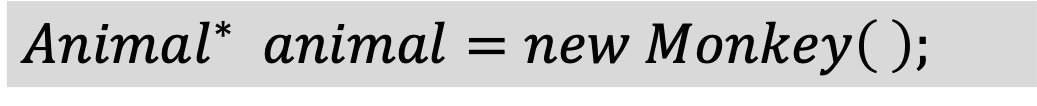 Animal* animal = new Monkey( );